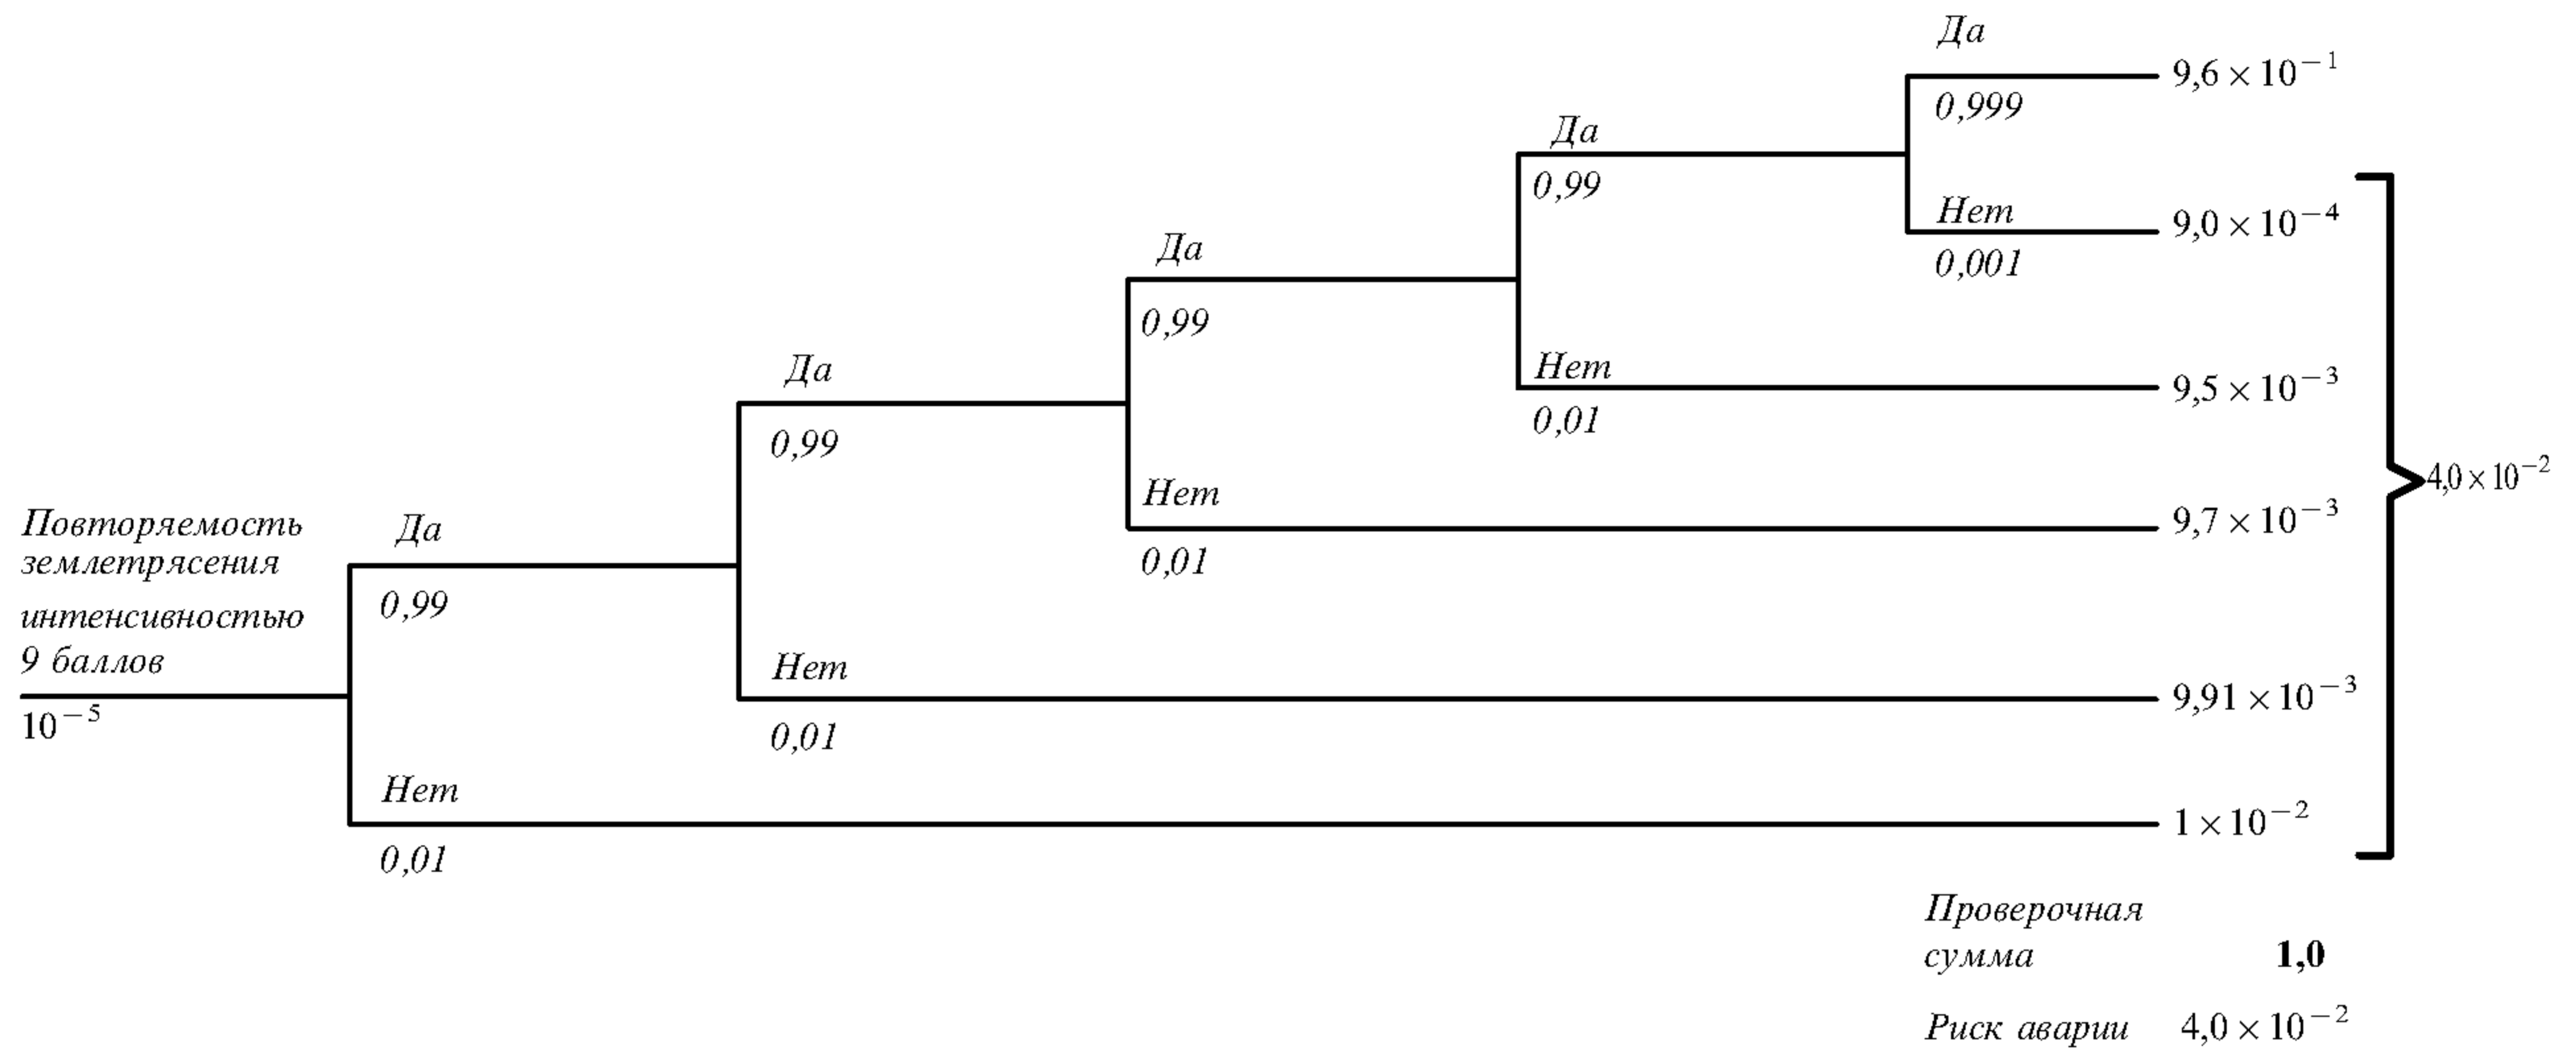 Да
9,6 × 10⁻¹
0,999
Да
0,99
Нет
9,0 × 10⁻⁴
0,001
Да
0,99
Нет
9,5 × 10⁻³
0,01
Да
0,99
4,0 × 10⁻²
Нет
9,7 × 10⁻³
0,01
Повторяемость
землетрясения
интенсивностью
9 баллов
10⁻⁵
Да
0,99
Нет
9,91 × 10⁻³
0,01
Нет
1 × 10⁻²
0,01
Проверочная
сумма 1,0
Риск аварии 4,0 × 10⁻²